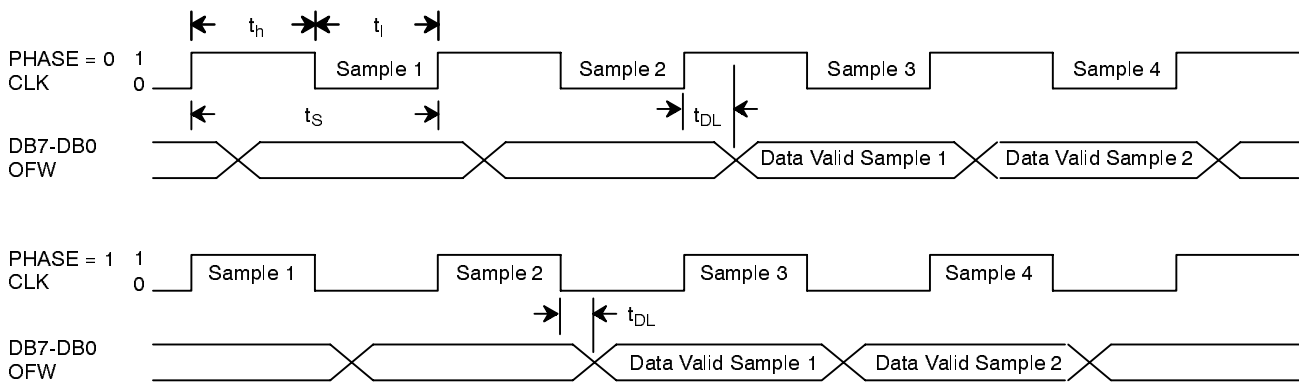 t_h t_l
PHASE = 0 1
CLK 0
Sample 1 Sample 2 Sample 3 Sample 4
t_S t_DL
DB7-DB0
OFW
Data Valid Sample 1 Data Valid Sample 2
PHASE = 1 1
CLK 0
Sample 1 Sample 2 Sample 3 Sample 4
t_DL
DB7-DB0
OFW
Data Valid Sample 1 Data Valid Sample 2